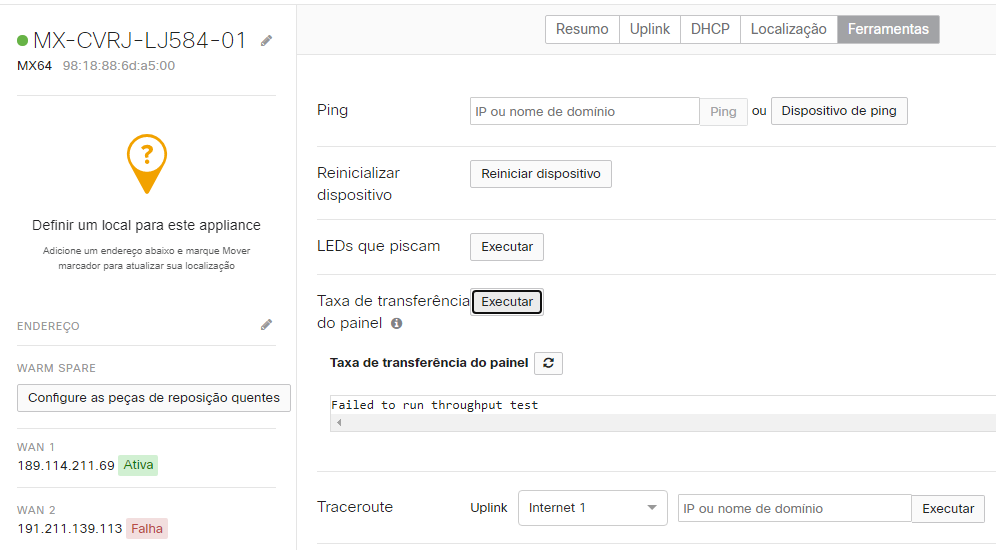 MX-CVRJ-LJ584-01
MX64 98:18:88:6d:a5:00
?
Definir um local para este appliance
Adicione um endereço abaixo e marque Mover
marcador para atualizar sua localização
ENDEREÇO
WARM SPARE
Configure as peças de reposição quentes
WAN 1
189.114.211.69 Ativa
WAN 2
191.211.139.113 Falha
Resumo Uplink DHCP Localização Ferramentas
Ping IP ou nome de domínio Ping ou Dispositivo de ping
Reinicializar
dispositivo
Reiniciar dispositivo
LEDs que piscam Executar
Taxa de transferência
do painel
Executar
Taxa de transferência do painel
Failed to run throughput test
Traceroute Uplink Internet 1 IP ou nome de domínio Executar